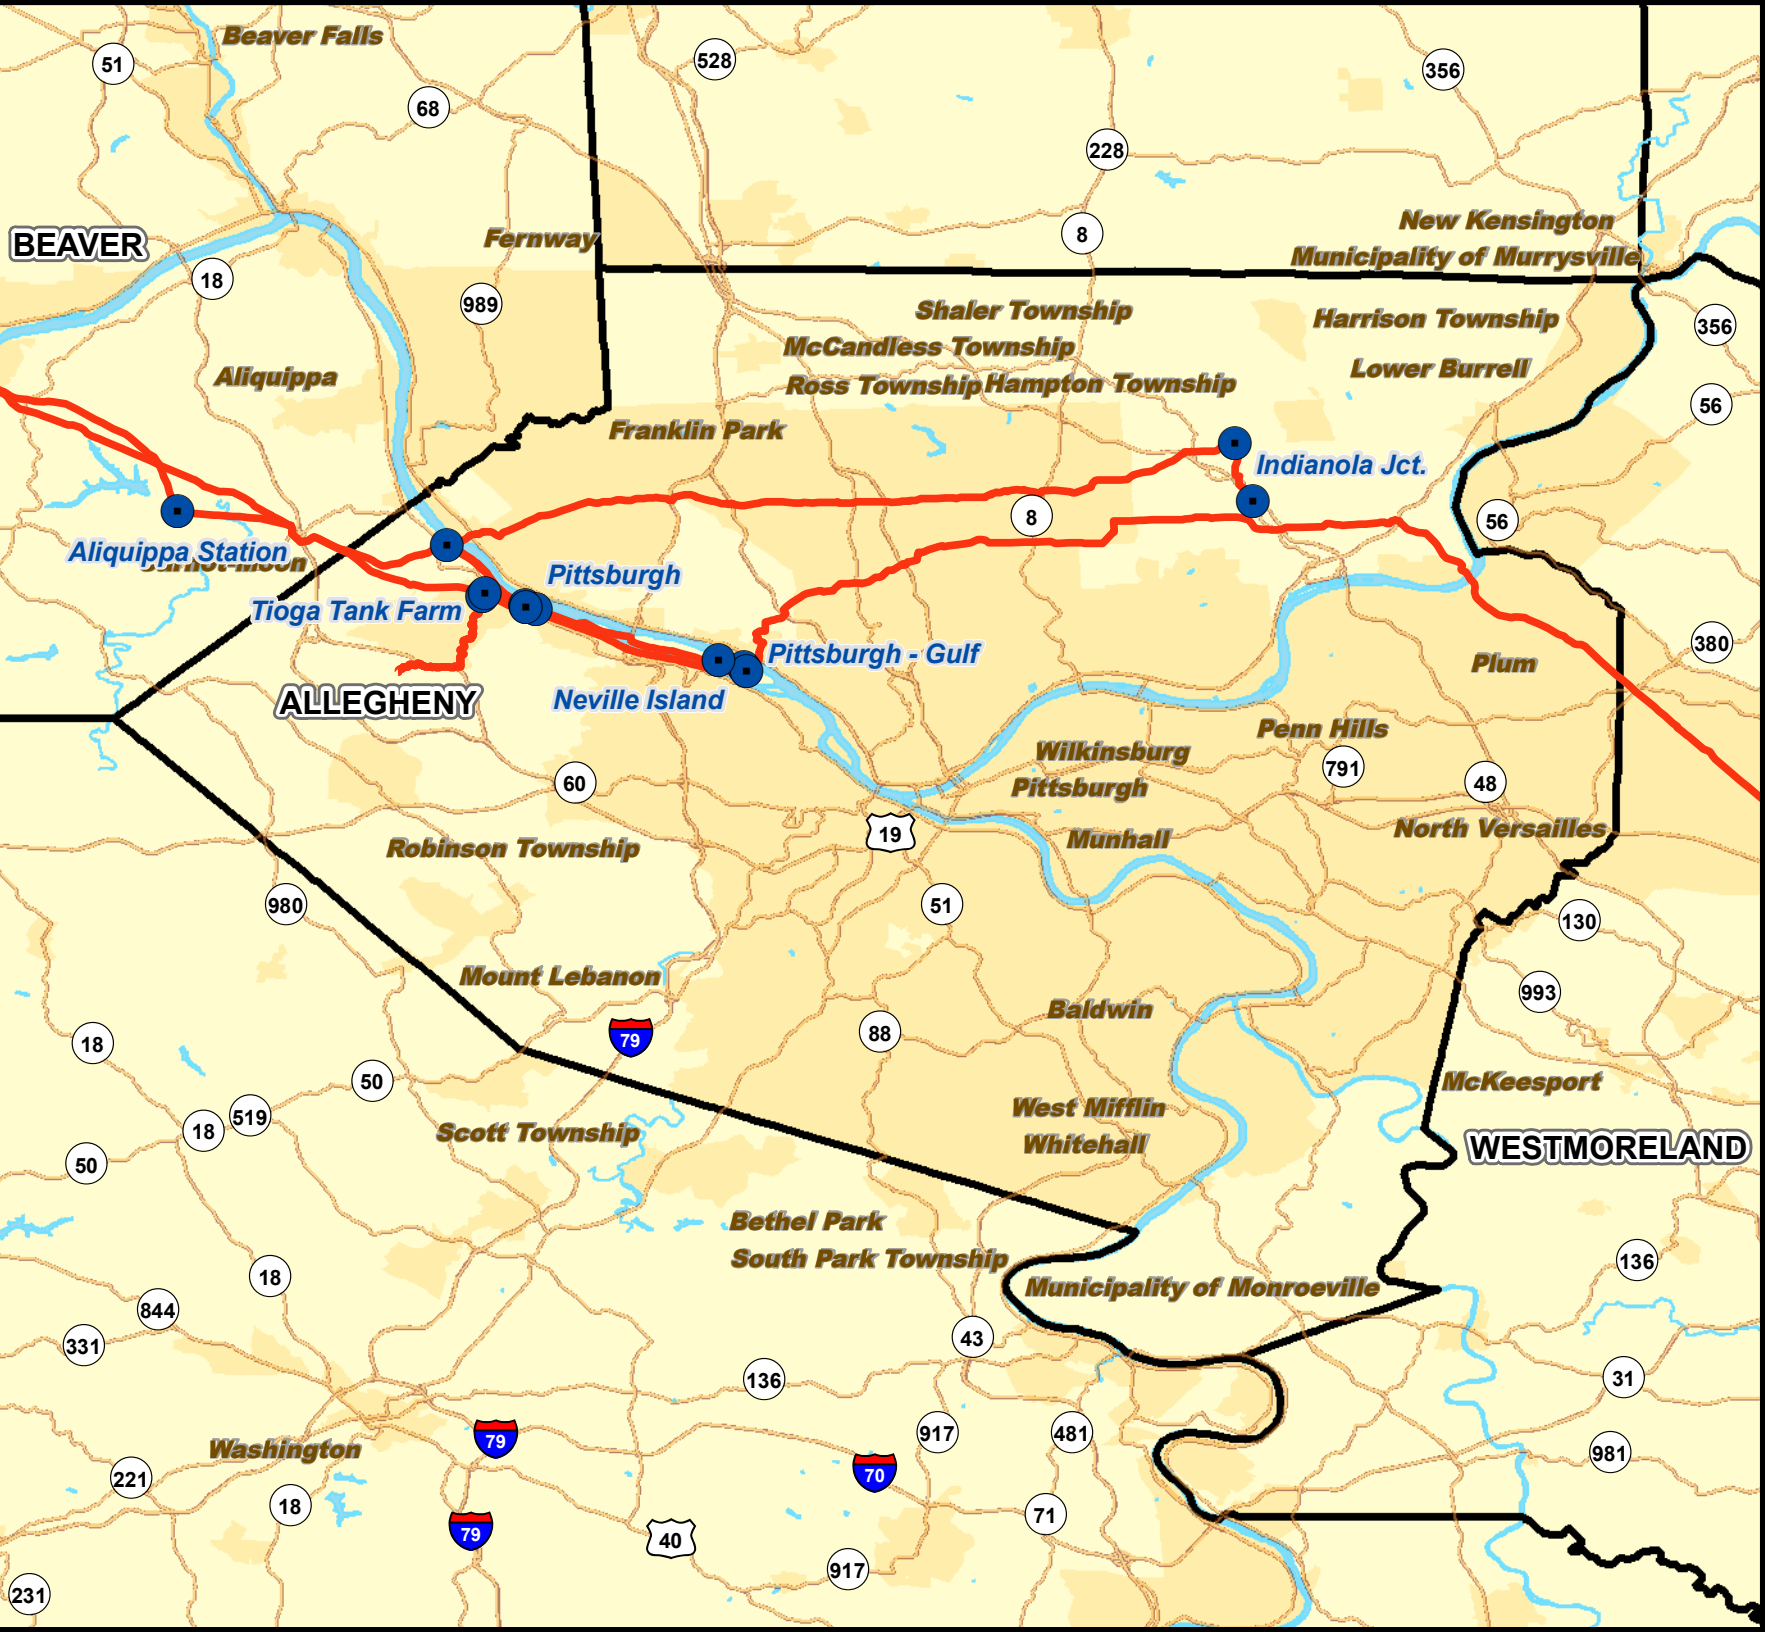 Beaver Falls
51
528
356
68
228
New Kensington
8
Fernway
BEAVER
Municipality of Murrysville
18
989
Shaler Township
Harrison Township
356
McCandless Township
Lower Burrell
Aliquippa
Ross Township
Hampton Township
56
Franklin Park
Indianola Jct.
8
56
Aliquippa Station
Pittsburgh
Tioga Tank Farm
380
Pittsburgh - Gulf
Plum
Neville Island
ALLEGHENY
Penn Hills
Wilkinsburg
791
60
48
Pittsburgh
19
North Versailles
Munhall
Robinson Township
980
51
130
Mount Lebanon
993
Baldwin
88
79
18
50
McKeesport
West Mifflin
519
18
Scott Township
Whitehall
WESTMORELAND
50
Bethel Park
South Park Township
136
18
Municipality of Monroeville
844
43
331
136
31
917
481
79
Washington
981
70
221
18
71
79
40
917
231